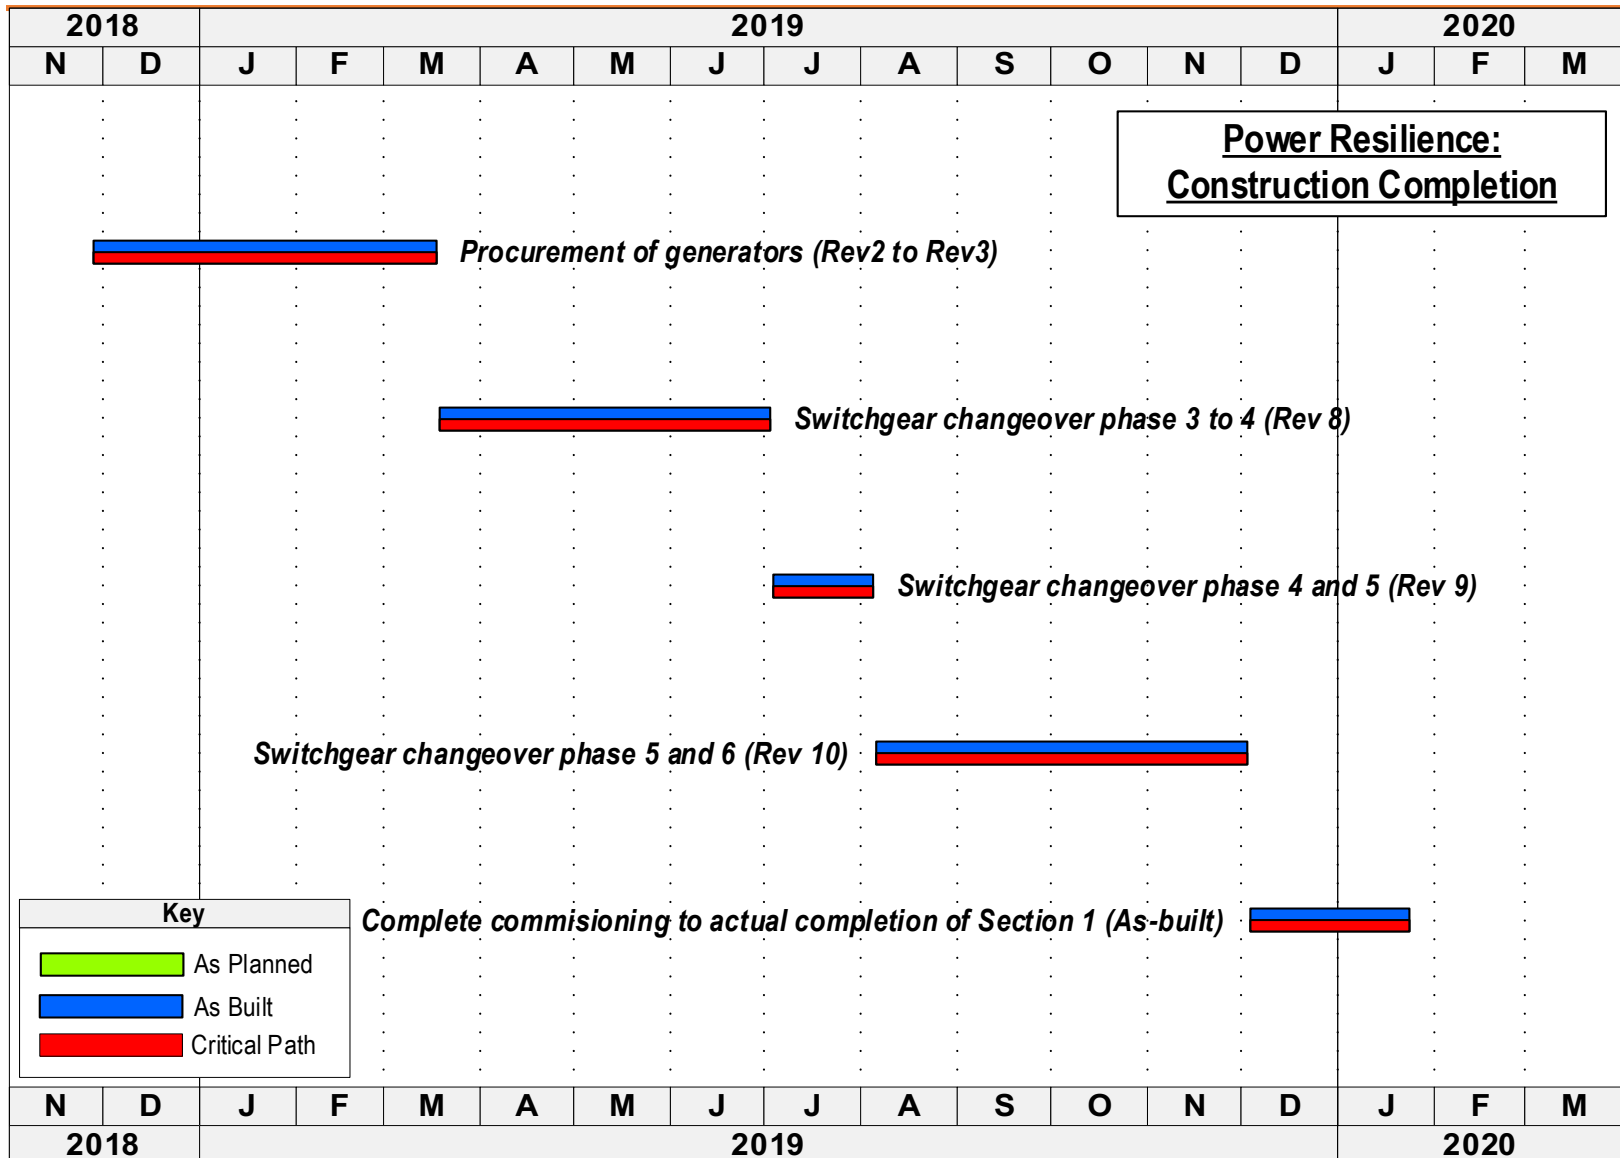 2018 2019 2020
N D J F M A M J J A S O N D J F M
Power Resilience:
Construction Completion
Procurement of generators (Rev2 to Rev3)
Switchgear changeover phase 3 to 4 (Rev 8)
Switchgear changeover phase 4 and 5 (Rev 9)
Switchgear changeover phase 5 and 6 (Rev 10)
Complete commisioning to actual completion of Section 1 (As-built)
Key
As Planned
As Built
Critical Path
N D J F M A M J J A S O N D J F M
2018 2019 2020